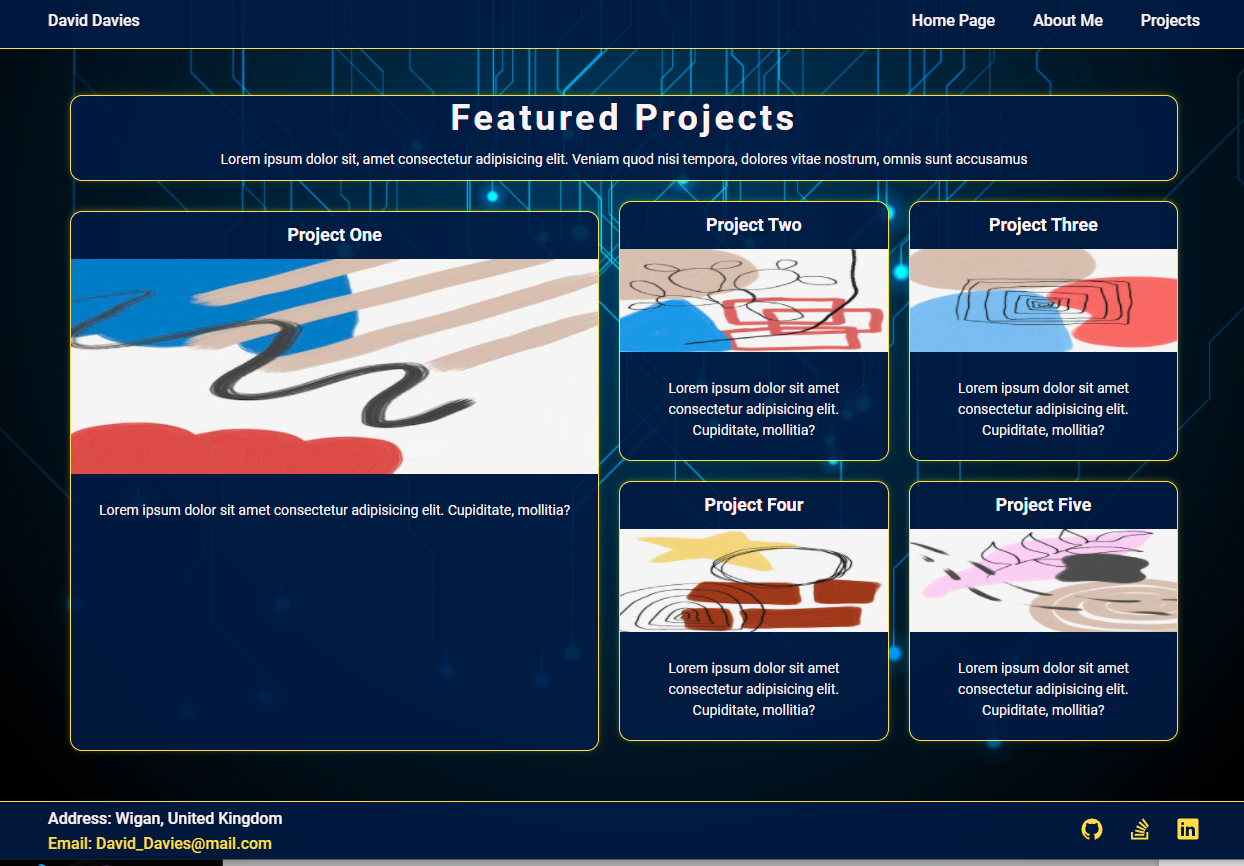 David Davies
Home Page
About Me
Projects
Featured Projects
Lorem ipsum dolor sit, amet consectetur adipisicing elit. Veniam quod nisi tempora, dolores vitae nostrum, omnis sunt accusamus
Project One
Lorem ipsum dolor sit amet consectetur adipisicing elit. Cupiditate, mollitia?
Project Two
Lorem ipsum dolor sit amet
consectetur adipisicing elit.
Cupiditate, mollitia?
Project Three
Lorem ipsum dolor sit amet
consectetur adipisicing elit.
Cupiditate, mollitia?
Project Four
Lorem ipsum dolor sit amet
consectetur adipisicing elit.
Cupiditate, mollitia?
Project Five
Lorem ipsum dolor sit amet
consectetur adipisicing elit.
Cupiditate, mollitia?
Address: Wigan, United Kingdom
Email: David_Davies@mail.com
in